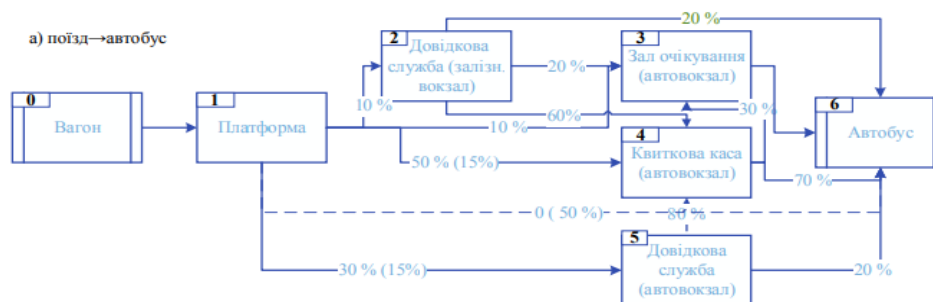 а) поїзд→автобус
0
Вагон
1
Платформа
2
Довідкова
служба (залізн.
вокзал)
3
Зал очікування
(автовокзал)
4
Квиткова каса
(автовокзал)
5
Довідкова
служба
(автовокзал)
6
Автобус
20 %
20 %
10 %
10 %
60%
30 %
50 % (15%)
70 %
0 ( 50 %)
80 %
30 % (15%)
20 %